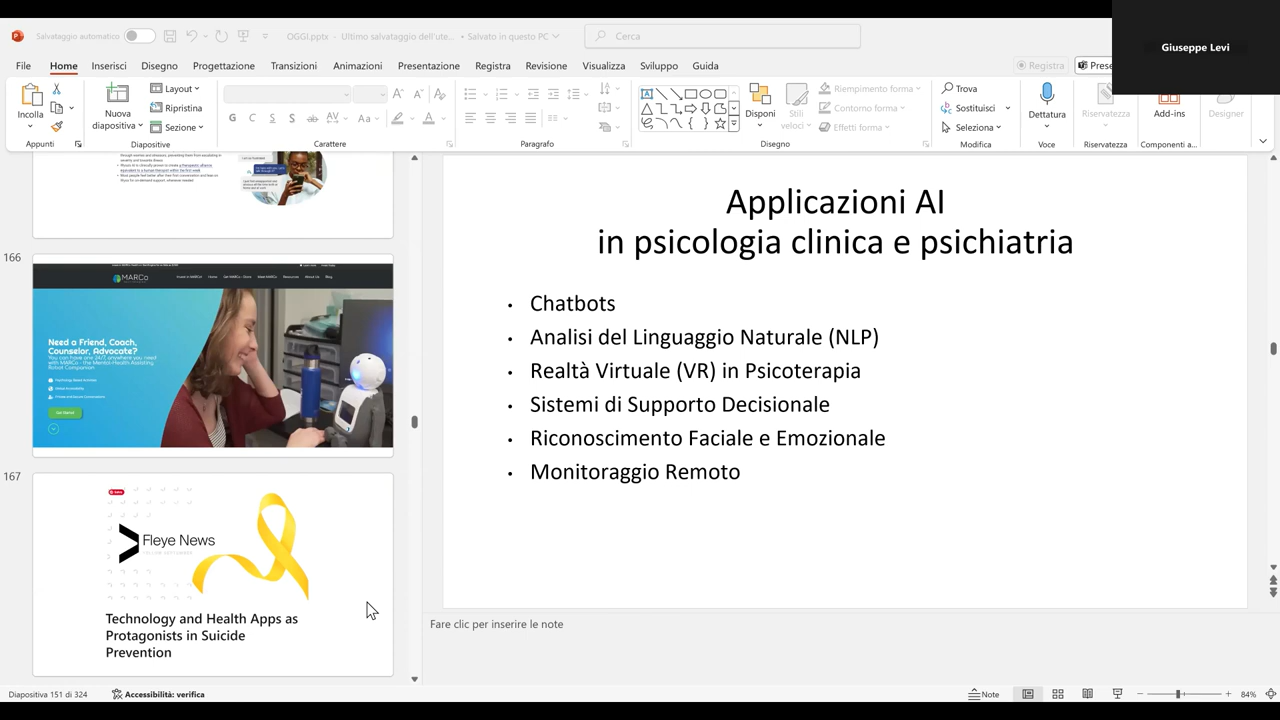 Salvataggio automatico
OGGI.pptx - Ultimo salvataggio dell'ute... • Salvato in questo PC
Cerca
Giuseppe Levi
File Home Inserisci Disegno Progettazione Transizioni Animazioni Presentazione Registra Revisione Visualizza Sviluppo Guida
Registra
Prese
Incolla
Nuova
diapositiva
Layout
Ripristina
Sezione
Disponi
Stili
veloci
Riempimento forma
Contorno forma
Effetti forma
Trova
Sostituisci
Seleziona
Dettatura
Riservatezza
Add-ins
Designer
Appunti Diapositive Carattere Paragrafo Disegno Modifica Voce Riservatezza Componenti a...
166
MARCo
Need a Friend, Coach,
Counselor, Advocate?
Get Started
167
Fleye News
Technology and Health Apps as
Protagonists in Suicide
Prevention
Applicazioni AI
in psicologia clinica e psichiatria
• Chatbots
• Analisi del Linguaggio Naturale (NLP)
• Realtà Virtuale (VR) in Psicoterapia
• Sistemi di Supporto Decisionale
• Riconoscimento Faciale e Emozionale
• Monitoraggio Remoto
Fare clic per inserire le note
Diapositiva 151 di 324
Accessibilità: verifica
Note
84%